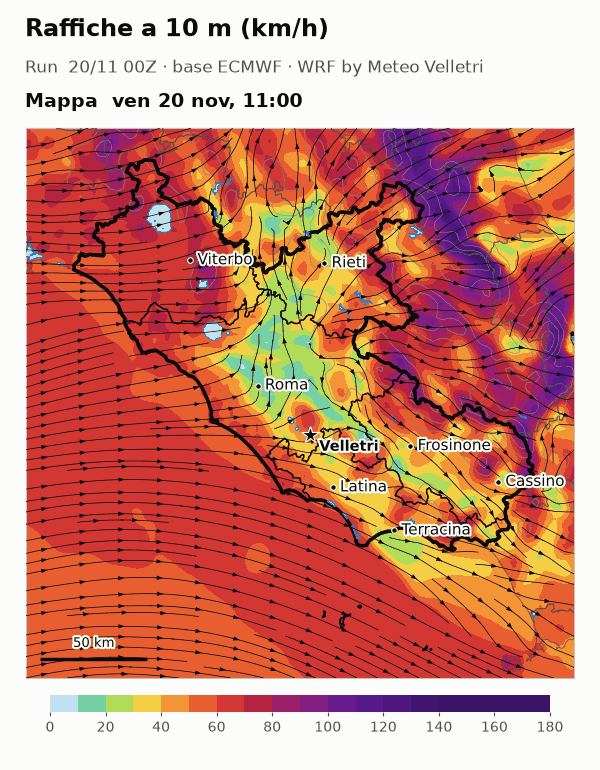 Raffiche a 10 m (km/h)
Run  20/11 00Z · base ECMWF · WRF by Meteo Velletri
Mappa  ven 20 nov, 11:00
Viterbo
Rieti
Roma
Velletri
Frosinone
Latina
Cassino
Terracina
50 km
0 20 40 60 80 100 120 140 160 180